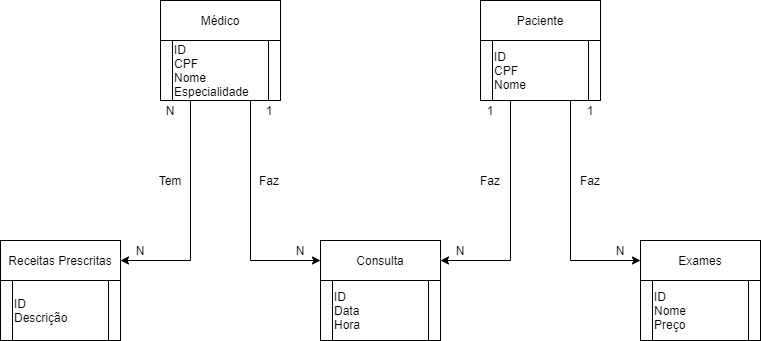 Médico
Paciente
ID
CPF
Nome
Especialidade
ID
CPF
Nome
N
1
1
1
Tem
Faz
Faz
Faz
N
N
N
N
Receitas Prescritas
Consulta
Exames
ID
Descrição
ID
Data
Hora
ID
Nome
Preço